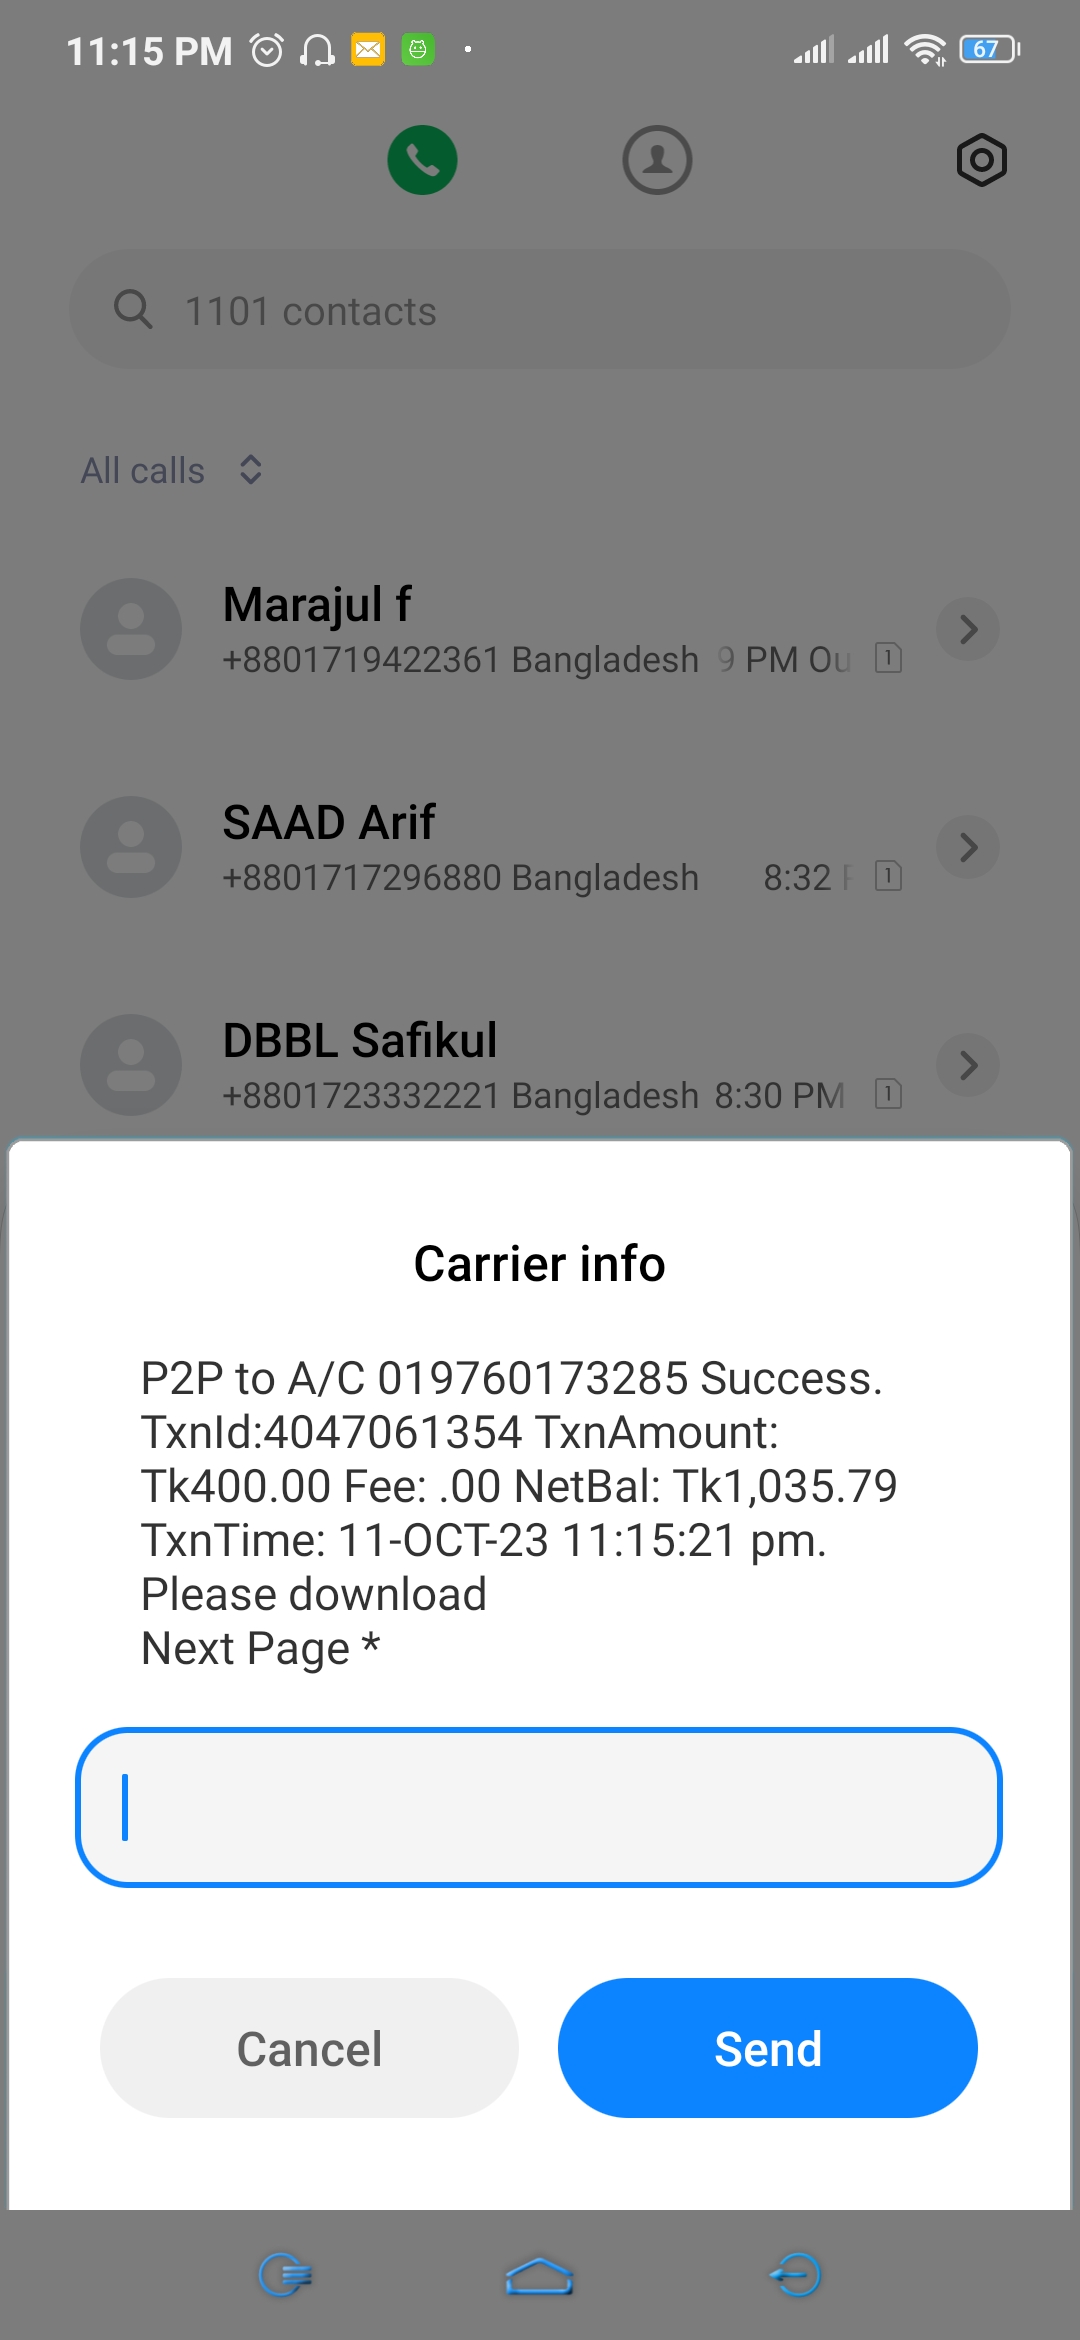 11:15 PM
67
1101 contacts
All calls
Marajul f
+8801719422361 Bangladesh 9 PM Ou 1
SAAD Arif
+8801717296880 Bangladesh 8:32 P 1
DBBL Safikul
+8801723332221 Bangladesh 8:30 PM 1
Carrier info
P2P to A/C 019760173285 Success.
TxnId:4047061354 TxnAmount:
Tk400.00 Fee: .00 NetBal: Tk1,035.79
TxnTime: 11-OCT-23 11:15:21 pm.
Please download
Next Page *
Cancel
Send